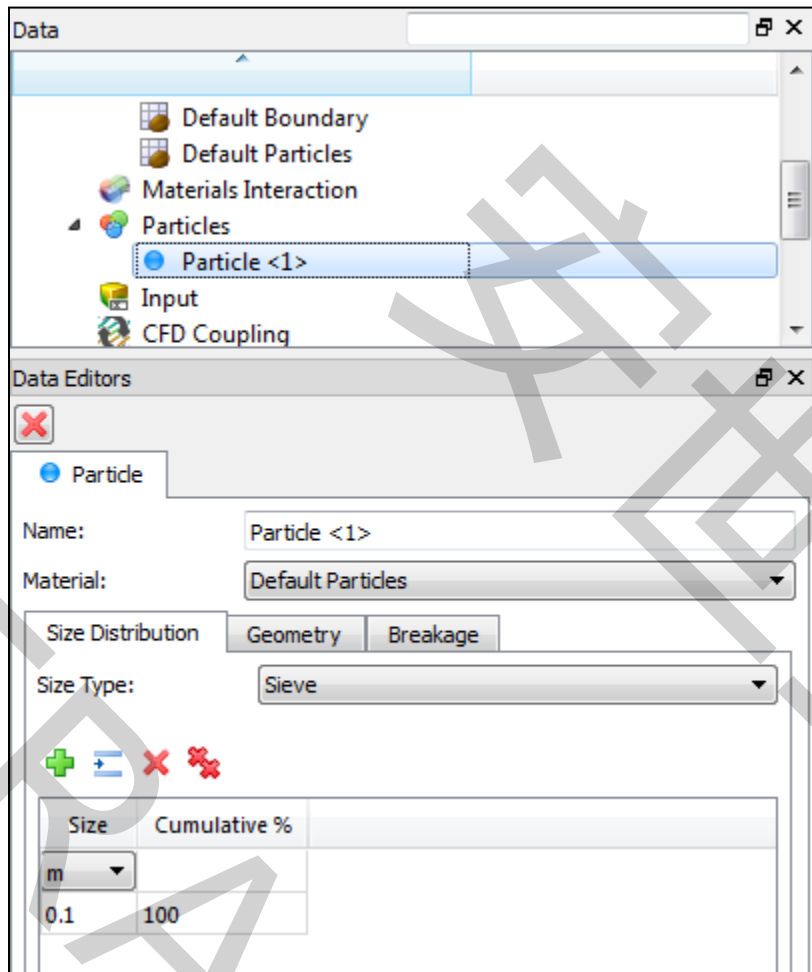 Data
Default Boundary
Default Particles
Materials Interaction
Particles
Particle <1>
Input
CFD Coupling
Data Editors
Particle
Name: Particle <1>
Material: Default Particles
Size Distribution Geometry Breakage
Size Type: Sieve
Size Cumulative %
m
0.1 100